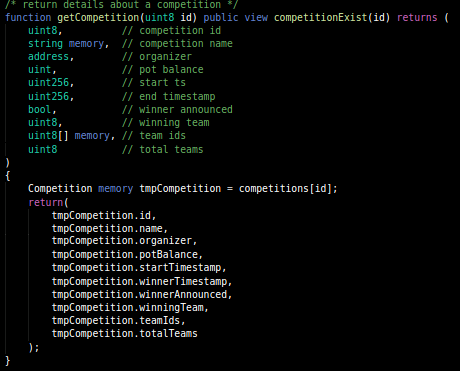 /* return details about a competition */
function getCompetition(uint8 id) public view competitionExist(id) returns (
    uint8,          // competition id
    string memory,  // competition name
    address,        // organizer
    uint,           // pot balance
    uint256,        // start ts
    uint256,        // end timestamp
    bool,           // winner announced
    uint8,          // winning team
    uint8[] memory, // team ids
    uint8           // total teams
)
{
    Competition memory tmpCompetition = competitions[id];
    return(
        tmpCompetition.id,
        tmpCompetition.name,
        tmpCompetition.organizer,
        tmpCompetition.potBalance,
        tmpCompetition.startTimestamp,
        tmpCompetition.winnerTimestamp,
        tmpCompetition.winnerAnnounced,
        tmpCompetition.winningTeam,
        tmpCompetition.teamIds,
        tmpCompetition.totalTeams
    );
}